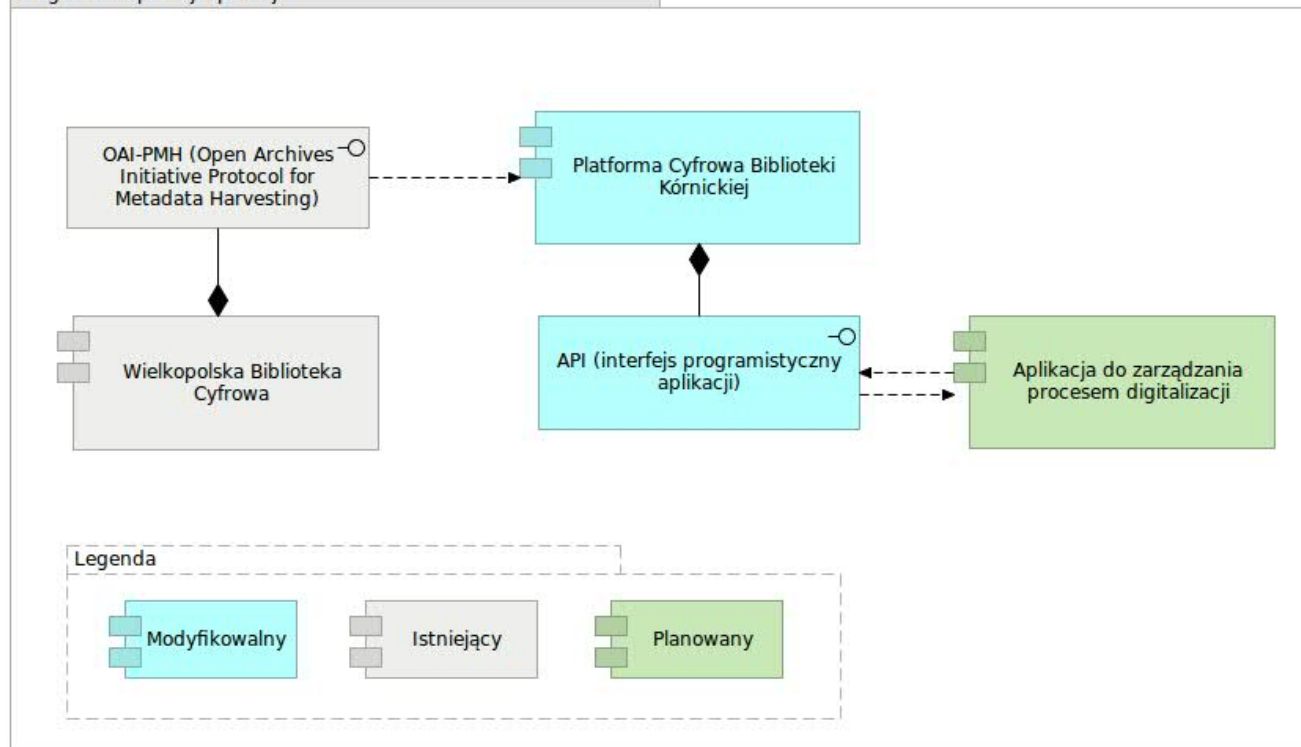 OAI-PMH (Open Archives
Initiative Protocol for
Metadata Harvesting)
Platforma Cyfrowa Biblioteki
Kórnickiej
Wielkopolska Biblioteka
Cyfrowa
API (interfejs programistyczny
aplikacji)
Aplikacja do zarządzania
procesem digitalizacji
Legenda
Modyfikowalny
Istniejący
Planowany